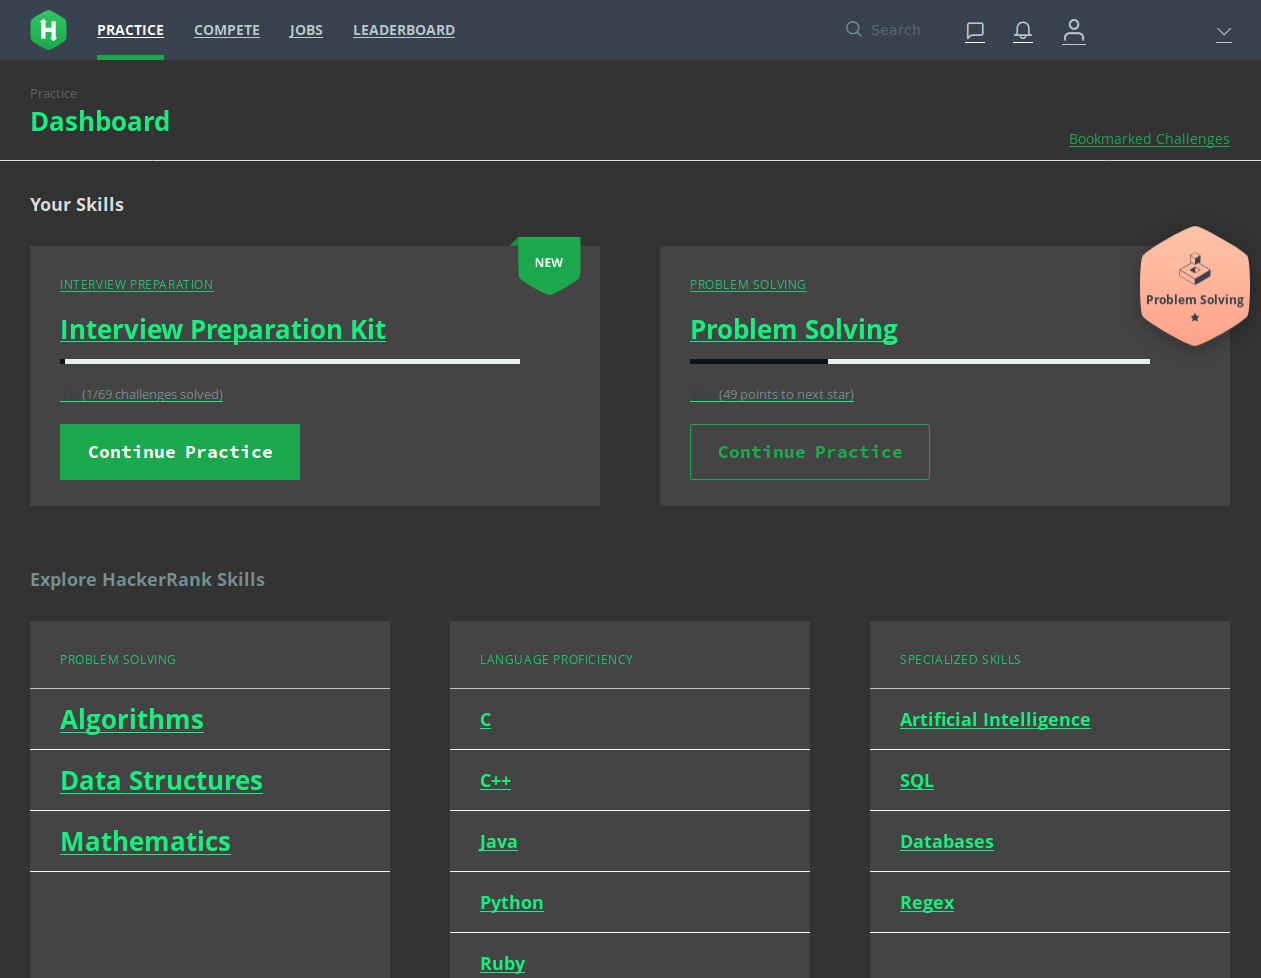 H
PRACTICE
COMPETE
JOBS
LEADERBOARD
Search
Practice
Dashboard
Bookmarked Challenges
Your Skills
INTERVIEW PREPARATION
NEW
Interview Preparation Kit
(1/69 challenges solved)
Continue Practice
PROBLEM SOLVING
Problem Solving
Problem Solving
(49 points to next star)
Continue Practice
Explore HackerRank Skills
PROBLEM SOLVING
Algorithms
Data Structures
Mathematics
LANGUAGE PROFICIENCY
C
C++
Java
Python
Ruby
SPECIALIZED SKILLS
Artificial Intelligence
SQL
Databases
Regex